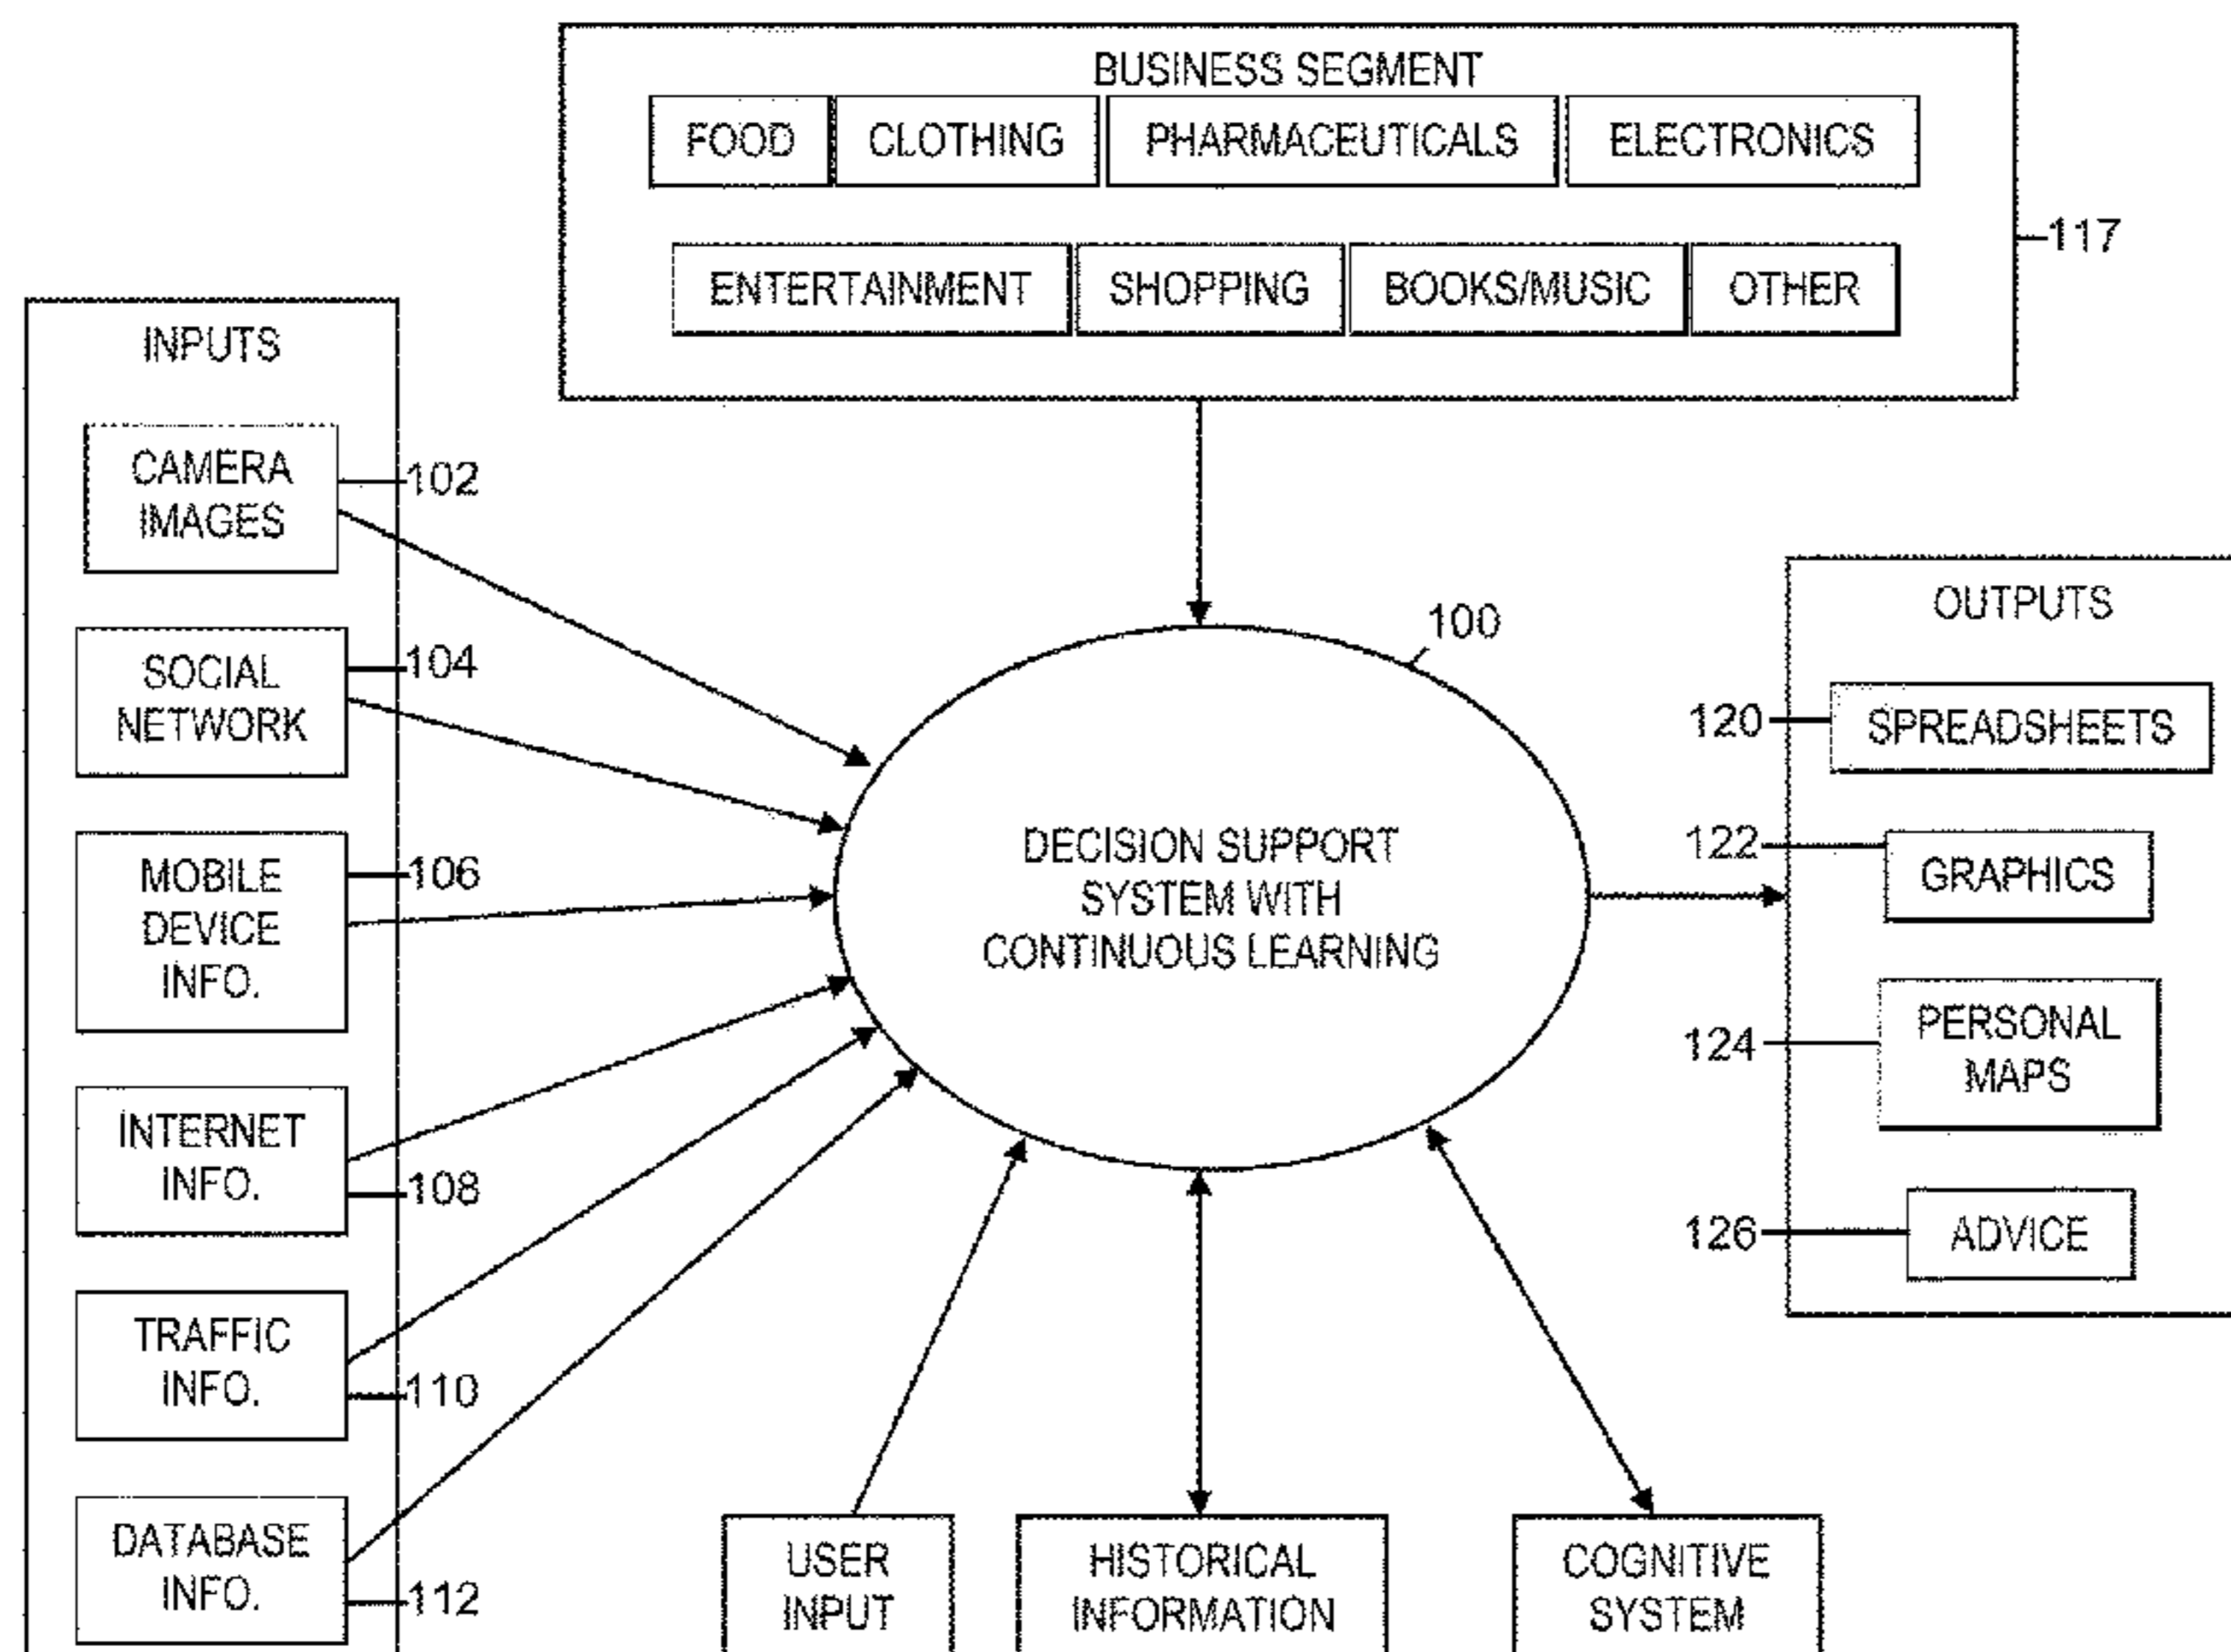 BUSINESS SEGMENT
FOOD
CLOTHING
PHARMACEUTICALS
ELECTRONICS
117
ENTERTAINMENT
SHOPPING
BOOKS/MUSIC
OTHER
INPUTS
CAMERA
IMAGES
102
SOCIAL
NETWORK
104
MOBILE
DEVICE
INFO.
106
INTERNET
INFO.
108
TRAFFIC
INFO.
110
DATABASE
INFO.
112
100
DECISION SUPPORT
SYSTEM WITH
CONTINUOUS LEARNING
OUTPUTS
120
SPREADSHEETS
122
GRAPHICS
124
PERSONAL
MAPS
126
ADVICE
USER
INPUT
HISTORICAL
INFORMATION
COGNITIVE
SYSTEM